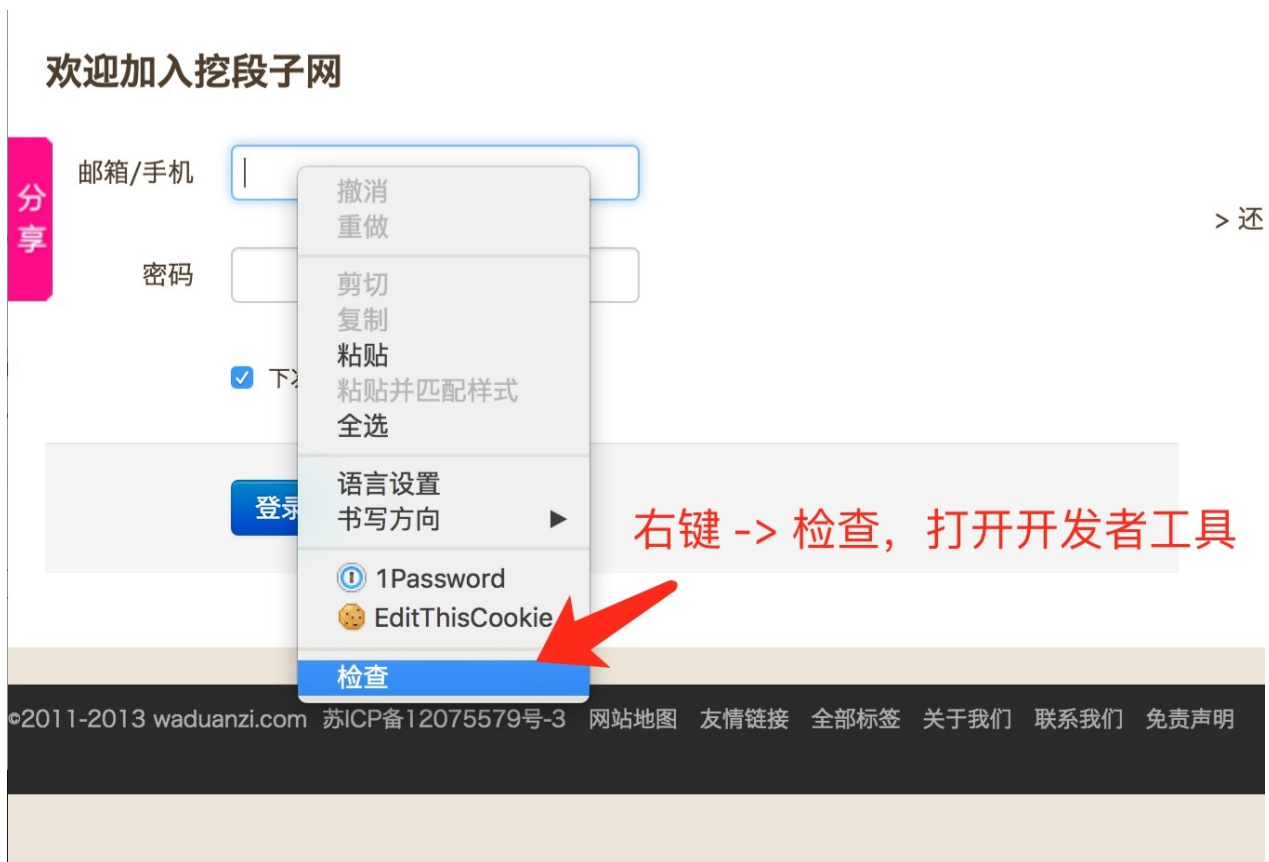 欢迎加入挖段子网
分享
邮箱/手机
> 还
密码
下
登录
撤消
重做
剪切
复制
粘贴
粘贴并匹配样式
全选
语言设置
书写方向
1Password
EditThisCookie
检查
右键 -> 检查，打开开发者工具
©2011-2013 waduanzi.com 苏ICP备12075579号-3 网站地图 友情链接 全部标签 关于我们 联系我们 免责声明